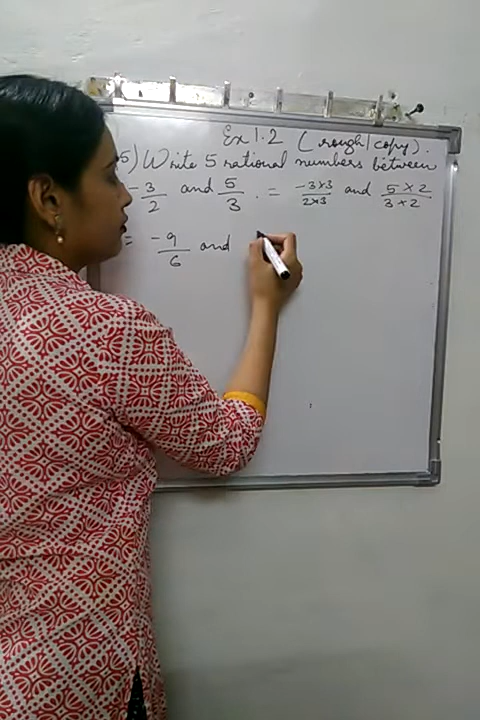 Ex 1.2 (rough/copy).
5) Write 5 rational numbers between
-3/2 and 5/3. = -3×3/2×3 and 5×2/3×2
= -9/6 and